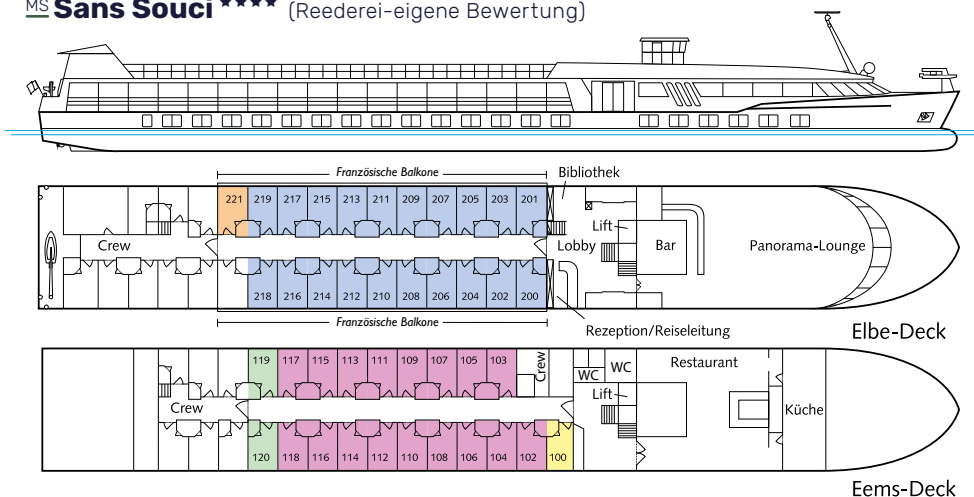 MS Sans Souci **** (Reederei-eigene Bewertung)
Französische Balkone
Bibliothek
221 219 217 215 213 211 209 207 205 203 201
Lift
Crew
Lobby
Bar
Panorama-Lounge
218 216 214 212 210 208 206 204 202 200
Französische Balkone
Rezeption/Reiseleitung
Elbe-Deck
119 117 115 113 111 109 107 105 103
Crew
WC
WC
Restaurant
Lift
Crew
Küche
120 118 116 114 112 110 108 106 104 102 100
Eems-Deck